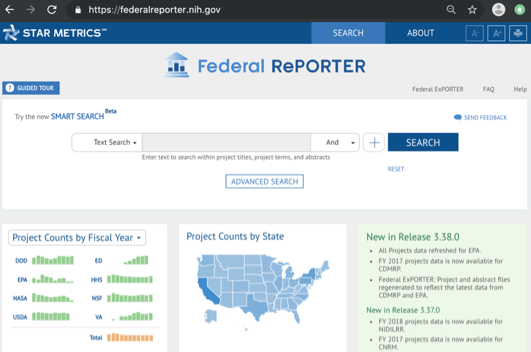 https://federalreporter.nih.gov
STAR METRICS℠
SEARCH
ABOUT
A-
A+
Federal RePORTER
? GUIDED TOUR
Federal ExPORTER
FAQ
Help
Try the new SMART SEARCH Beta
SEND FEEDBACK
Text Search
And
SEARCH
Enter text to search within project titles, project terms, and abstracts
RESET
ADVANCED SEARCH
Project Counts by Fiscal Year
DOD
ED
EPA
HHS
NASA
NSF
USDA
VA
Total
Project Counts by State
New in Release 3.38.0
• All Projects data refreshed for EPA.
• FY 2017 projects data is now available for
CDMRP.
• Federal ExPORTER: Project and abstract files
regenerated to reflect the latest data from
CDMRP and EPA.
New in Release 3.37.0
• FY 2018 projects data is now available for
NIDILRR.
• FY 2017 projects data is now available for
CNRM.